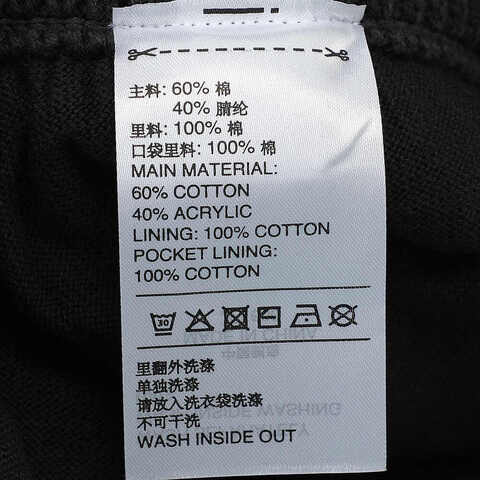 主料: 60% 棉
40% 腈纶
里料: 100% 棉
口袋里料: 100% 棉
MAIN MATERIAL:
60% COTTON
40% ACRYLIC
LINING: 100% COTTON
POCKET LINING:
100% COTTON
30
里翻外洗涤
单独洗涤
请放入洗衣袋洗涤
不可干洗
WASH INSIDE OUT